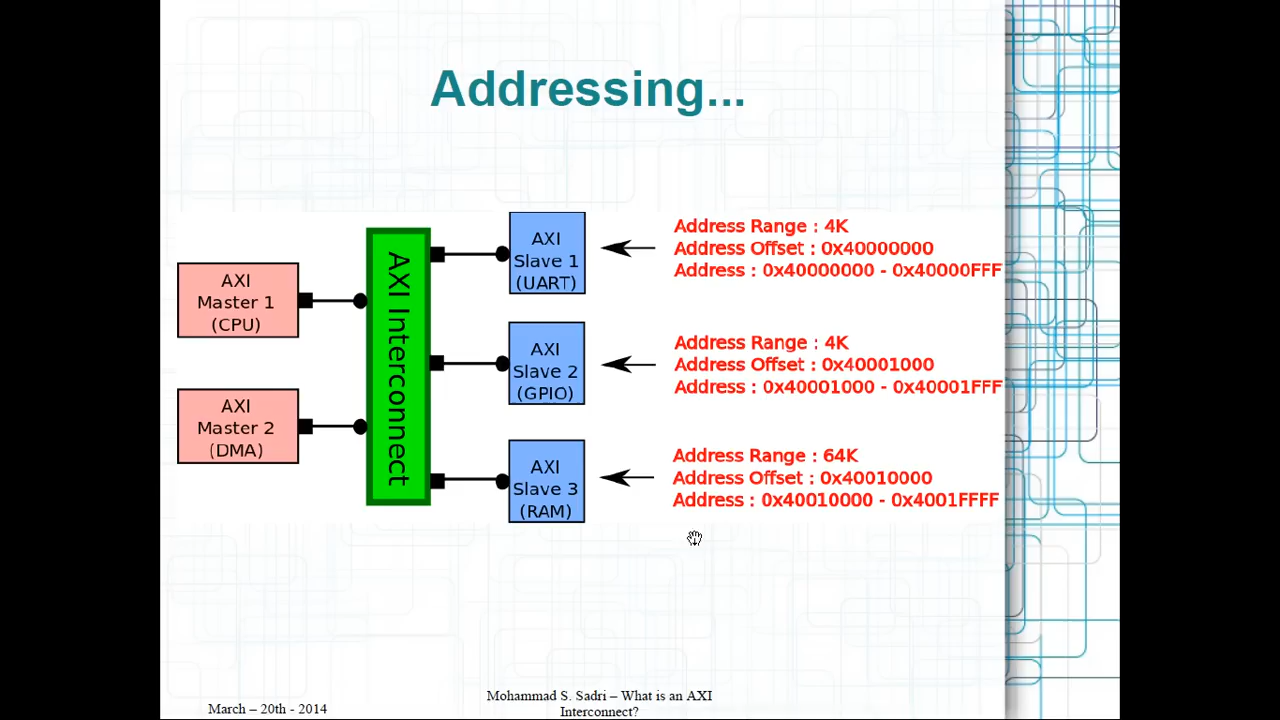 Addressing...
AXI
Master 1
(CPU)
AXI
Master 2
(DMA)
AXI Interconnect
AXI
Slave 1
(UART)
Address Range : 4K
Address Offset : 0x40000000
Address : 0x40000000 - 0x40000FFF
AXI
Slave 2
(GPIO)
Address Range : 4K
Address Offset : 0x40001000
Address : 0x40001000 - 0x40001FFF
AXI
Slave 3
(RAM)
Address Range : 64K
Address Offset : 0x40010000
Address : 0x40010000 - 0x4001FFFF
March – 20th - 2014
Mohammad S. Sadri – What is an AXI
Interconnect?